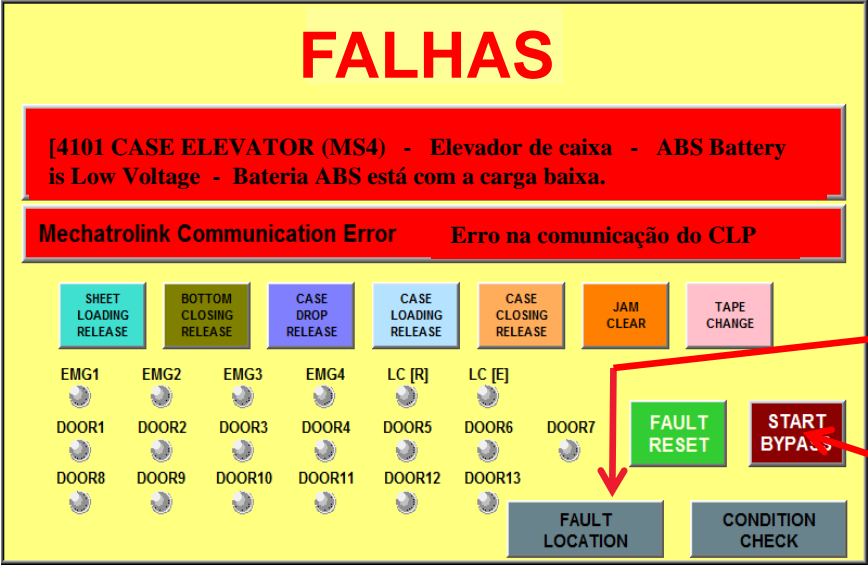 FALHAS
[4101 CASE ELEVATOR (MS4) - Elevador de caixa - ABS Battery
is Low Voltage - Bateria ABS está com a carga baixa.
Mechatrolink Communication Error Erro na comunicação do CLP
SHEET LOADING RELEASE
BOTTOM CLOSING RELEASE
CASE DROP RELEASE
CASE LOADING RELEASE
CASE CLOSING RELEASE
JAM CLEAR
TAPE CHANGE
EMG1 EMG2 EMG3 EMG4 LC [R] LC [E]
DOOR1 DOOR2 DOOR3 DOOR4 DOOR5 DOOR6 DOOR7
FAULT RESET
START BYPASS
DOOR8 DOOR9 DOOR10 DOOR11 DOOR12 DOOR13
FAULT LOCATION
CONDITION CHECK